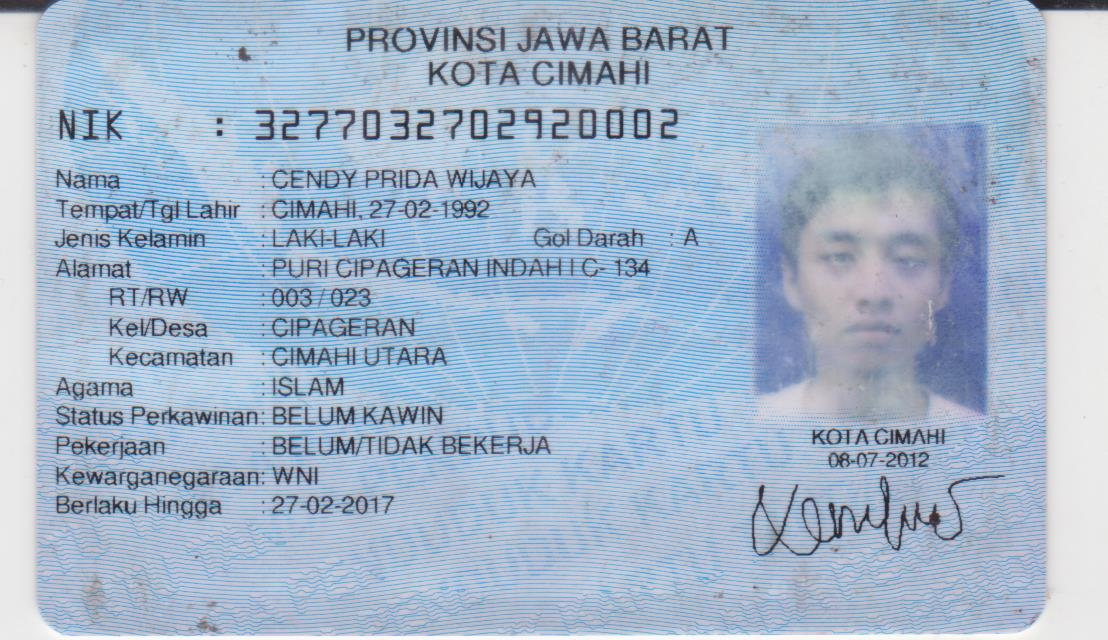 PROVINSI JAWA BARAT
KOTA CIMAHI
NIK : 3277032702920002
Nama : CENDY PRIDA WIJAYA
Tempat/Tgl Lahir : CIMAHI, 27-02-1992
Jenis Kelamin : LAKI-LAKI Gol Darah : A
Alamat : PURI CIPAGERAN INDAH I C- 134
RT/RW : 003 / 023
Kel/Desa : CIPAGERAN
Kecamatan : CIMAHI UTARA
Agama : ISLAM
Status Perkawinan: BELUM KAWIN
Pekerjaan : BELUM/TIDAK BEKERJA
Kewarganegaraan: WNI
Berlaku Hingga : 27-02-2017
KOTA CIMAHI
08-07-2012